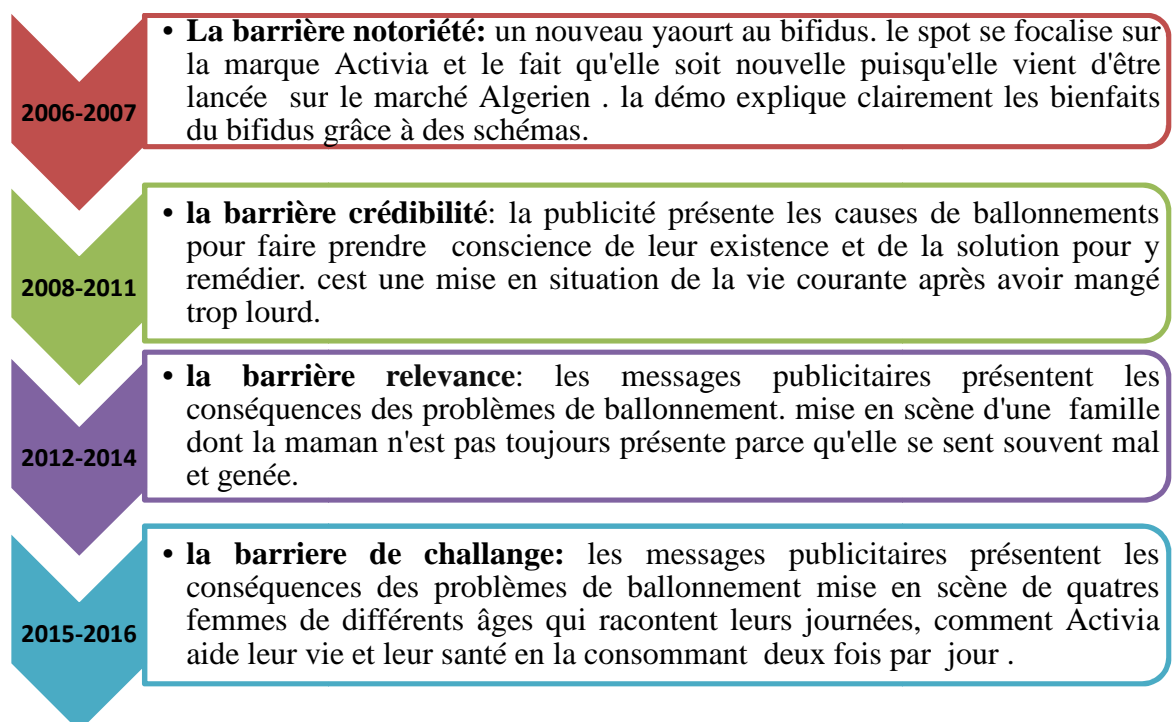 2006-2007
• La barrière notoriété: un nouveau yaourt au bifidus. le spot se focalise sur
la marque Activia et le fait qu'elle soit nouvelle puisqu'elle vient d'être
lancée sur le marché Algerien . la démo explique clairement les bienfaits
du bifidus grâce à des schémas.
2008-2011
• la barrière crédibilité: la publicité présente les causes de ballonnements
pour faire prendre conscience de leur existence et de la solution pour y
remédier. cest une mise en situation de la vie courante après avoir mangé
trop lourd.
2012-2014
• la barrière relevance: les messages publicitaires présentent les
conséquences des problèmes de ballonnement. mise en scène d'une famille
dont la maman n'est pas toujours présente parce qu'elle se sent souvent mal
et genée.
2015-2016
• la barriere de challange: les messages publicitaires présentent les
conséquences des problèmes de ballonnement mise en scène de quatres
femmes de différents âges qui racontent leurs journées, comment Activia
aide leur vie et leur santé en la consommant deux fois par jour .